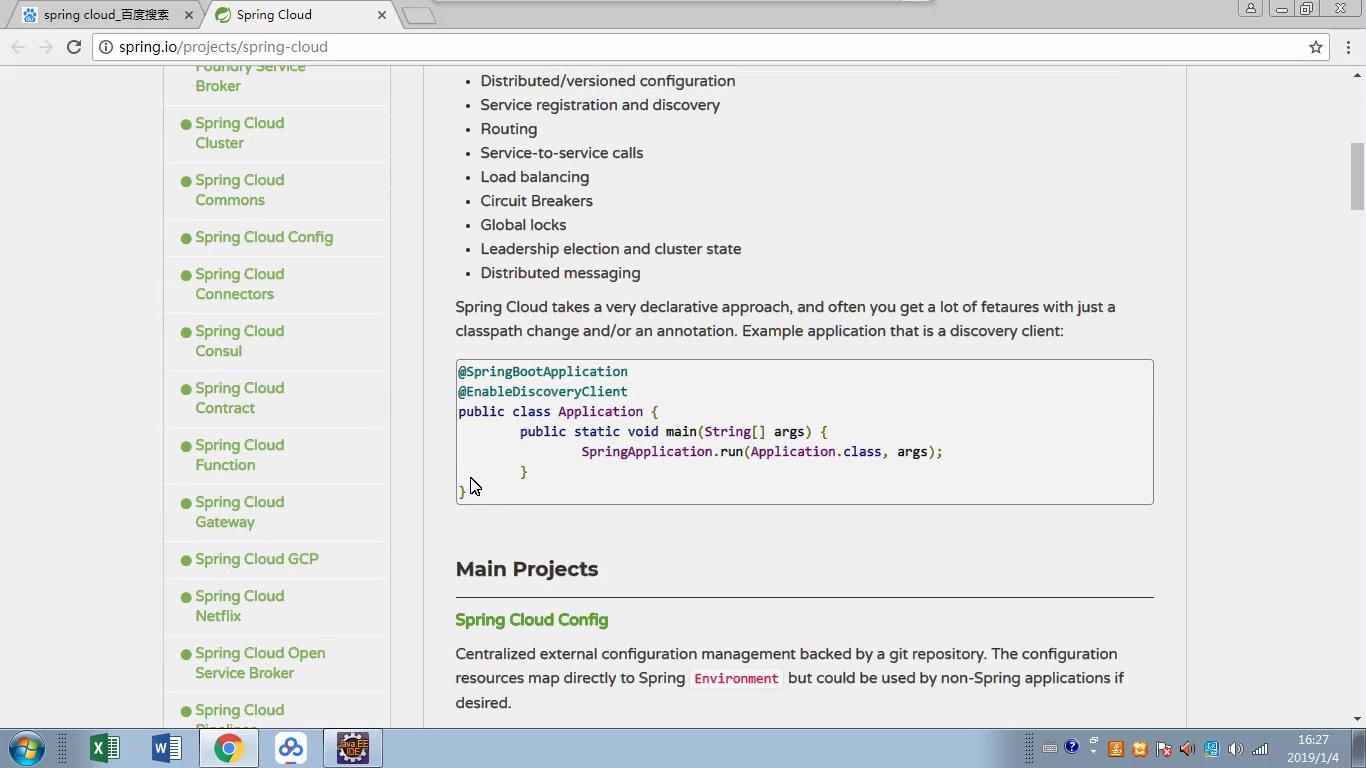 spring cloud_百度搜索
Spring Cloud
spring.io/projects/spring-cloud
Foundry Service
Broker
Spring Cloud
Cluster
Spring Cloud
Commons
Spring Cloud Config
Spring Cloud
Connectors
Spring Cloud
Consul
Spring Cloud
Contract
Spring Cloud
Function
Spring Cloud
Gateway
Spring Cloud GCP
Spring Cloud
Netflix
Spring Cloud Open
Service Broker
Spring Cloud
Pipelines
• Distributed/versioned configuration
• Service registration and discovery
• Routing
• Service-to-service calls
• Load balancing
• Circuit Breakers
• Global locks
• Leadership election and cluster state
• Distributed messaging
Spring Cloud takes a very declarative approach, and often you get a lot of fetaures with just a
classpath change and/or an annotation. Example application that is a discovery client:
@SpringBootApplication
@EnableDiscoveryClient
public class Application {
public static void main(String[] args) {
SpringApplication.run(Application.class, args);
}
}
Main Projects
Spring Cloud Config
Centralized external configuration management backed by a git repository. The configuration
resources map directly to Spring Environment but could be used by non-Spring applications if
desired.
Java EE
IDE
16:27
2019/1/4